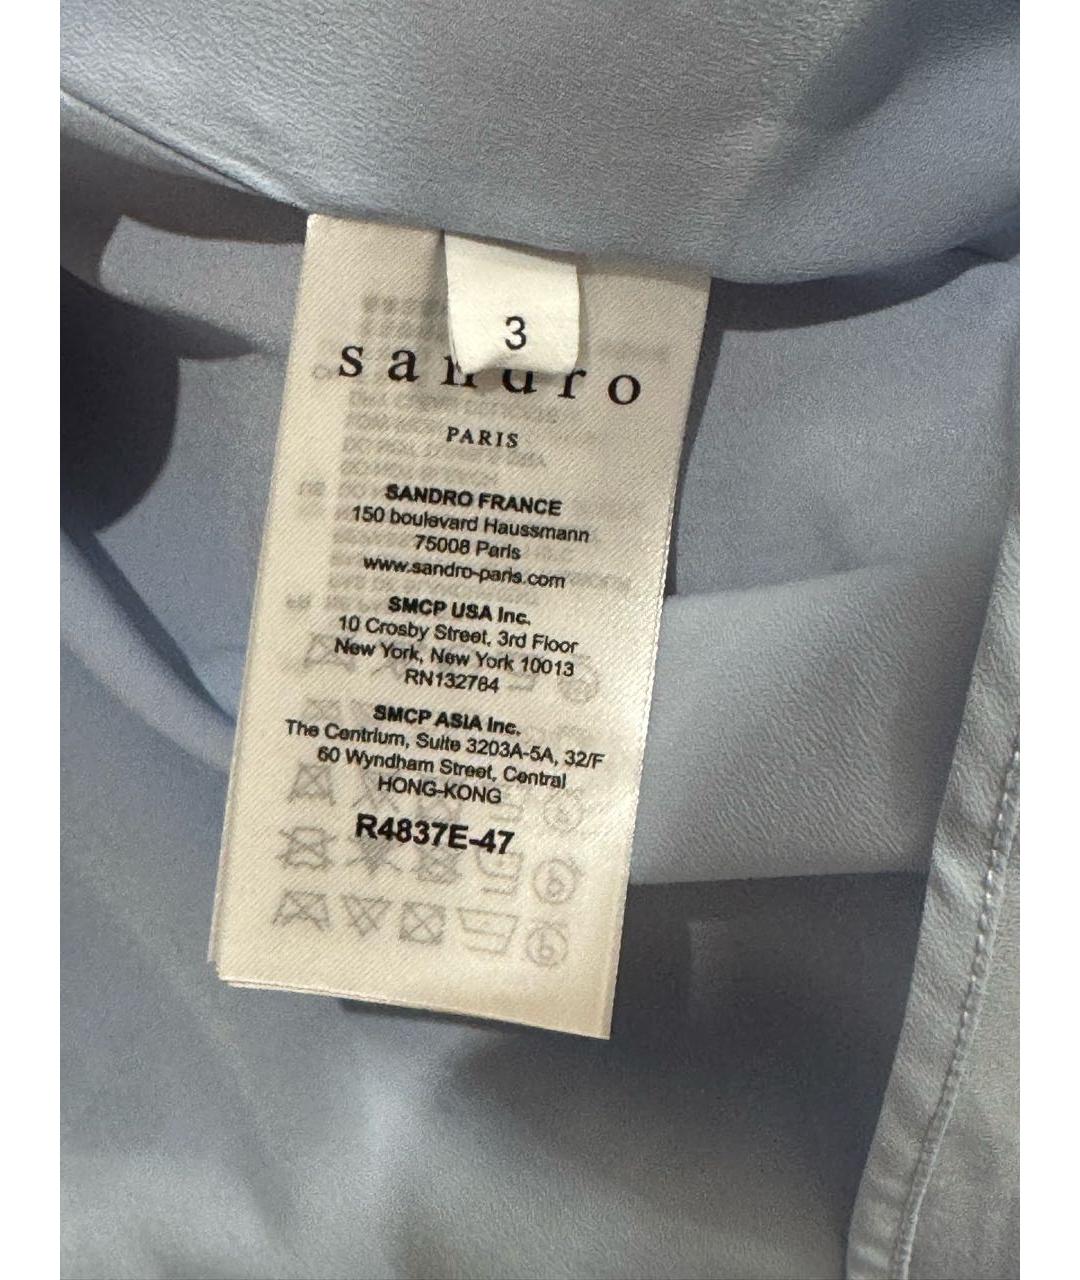 3
sandro
PARIS
SANDRO FRANCE
150 boulevard Haussmann
75008 Paris
www.sandro-paris.com
SMCP USA Inc.
10 Crosby Street, 3rd Floor
New York, New York 10013
RN132784
SMCP ASIA Inc.
The Centrium, Suite 3203A-5A, 32/F
60 Wyndham Street, Central
HONG-KONG
R4837E-47